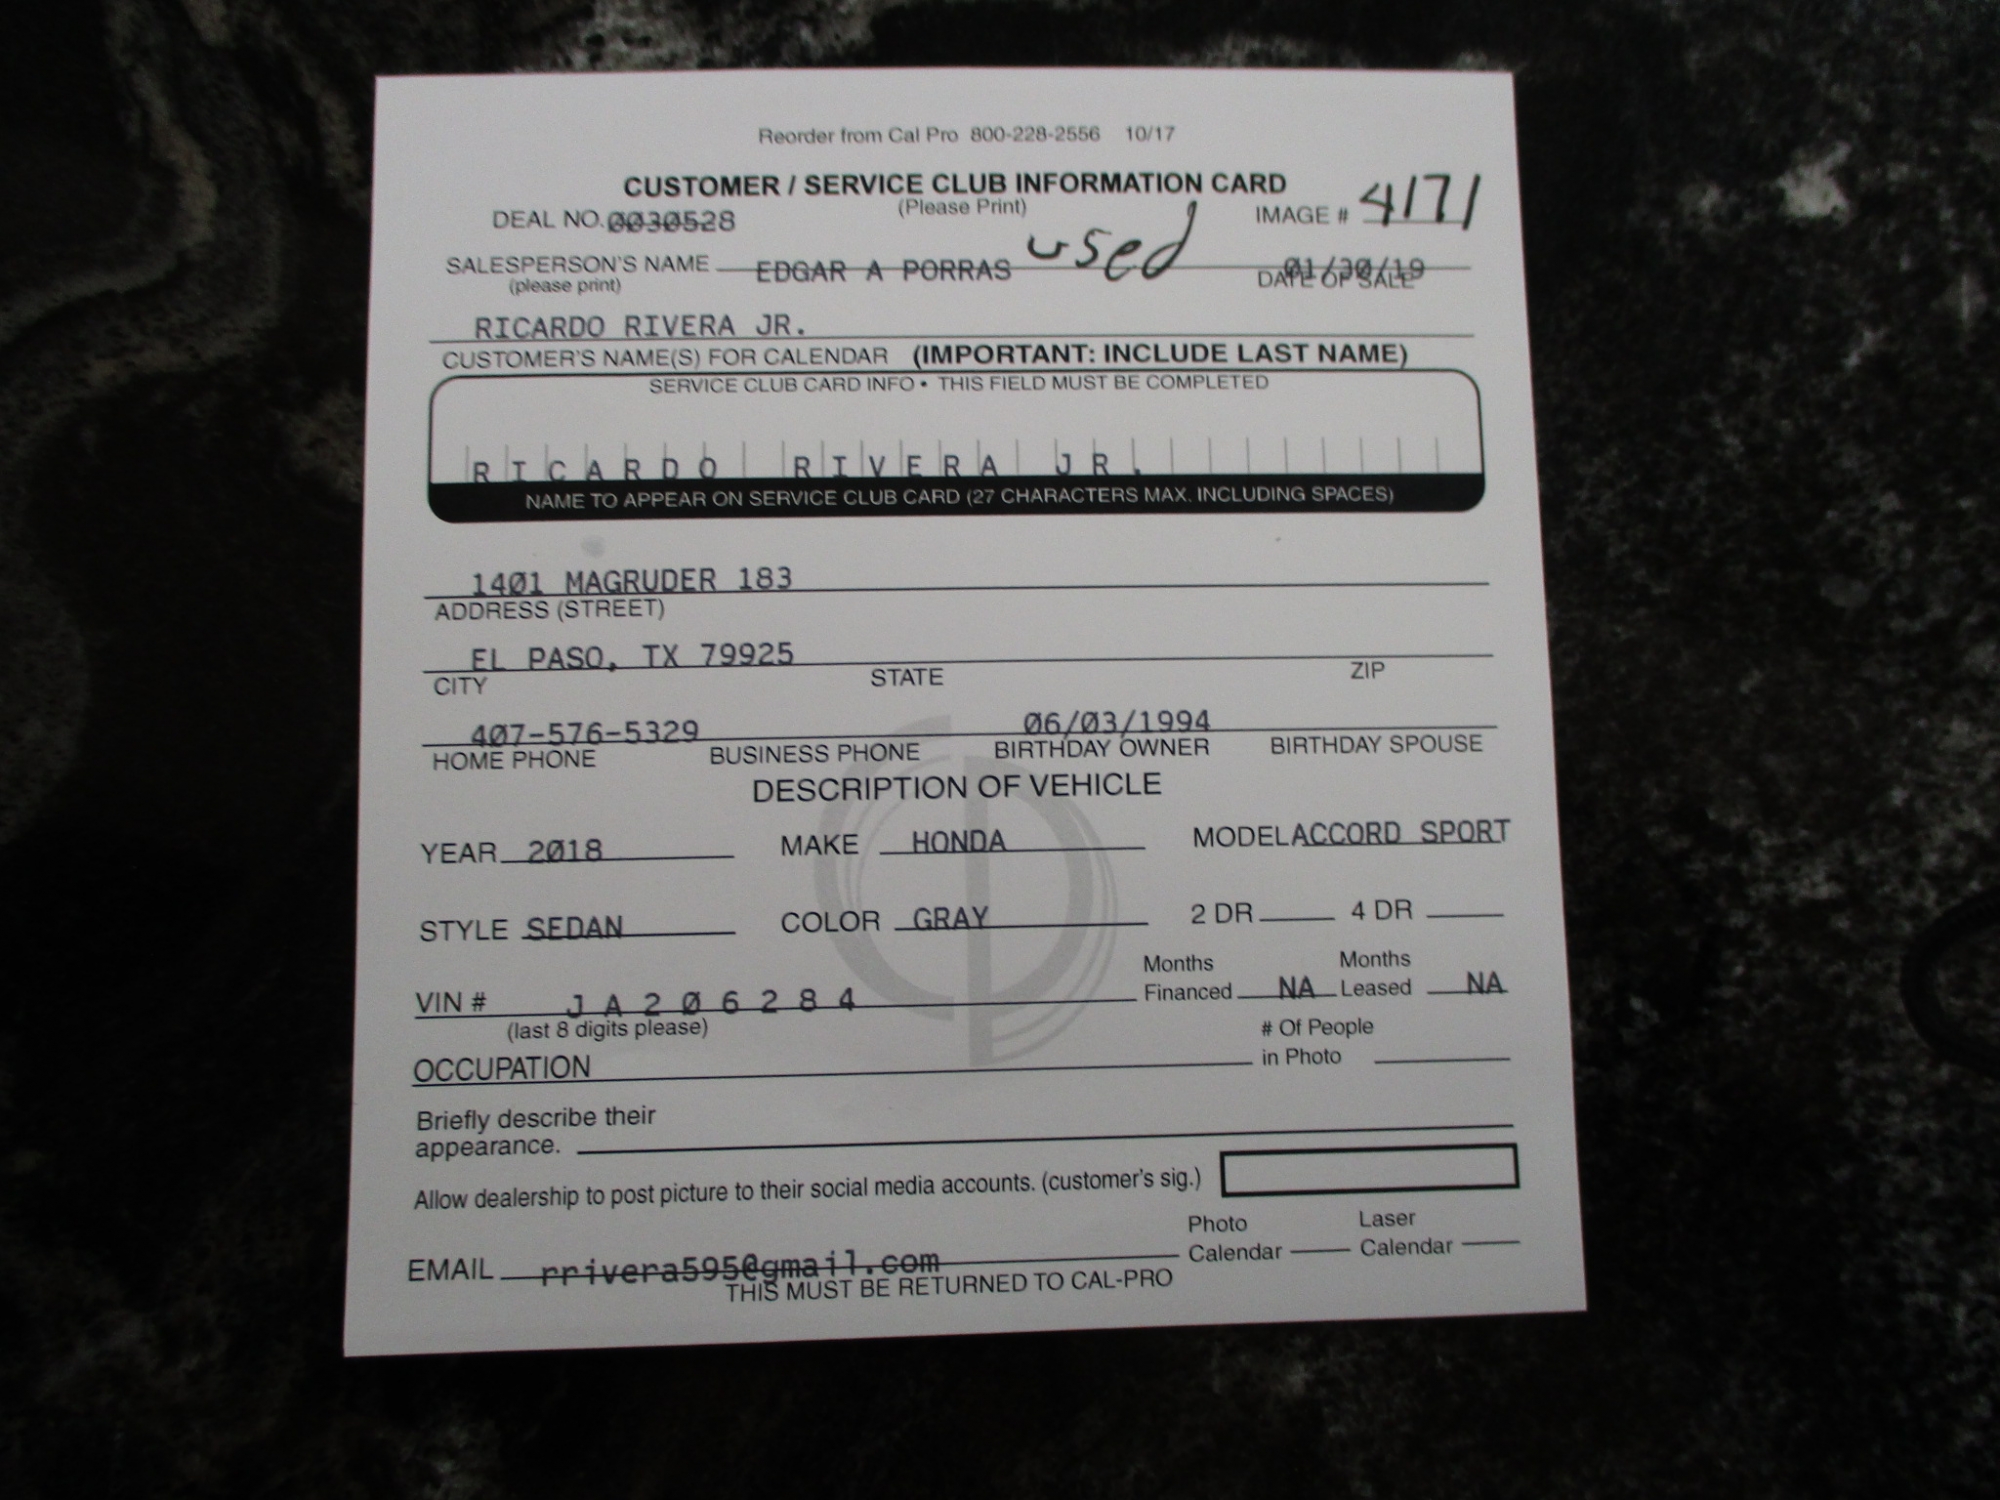 Reorder from Cal Pro 800-228-2556 10/17
CUSTOMER / SERVICE CLUB INFORMATION CARD
(Please Print)
DEAL NO. 0030528
IMAGE # 4171
used
SALESPERSON'S NAME EDGAR A PORRAS
(please print)
01/30/19
DATE OF SALE
RICARDO RIVERA JR.
CUSTOMER'S NAME(S) FOR CALENDAR (IMPORTANT: INCLUDE LAST NAME)
SERVICE CLUB CARD INFO • THIS FIELD MUST BE COMPLETED
RICARDO RIVERA JR.
NAME TO APPEAR ON SERVICE CLUB CARD (27 CHARACTERS MAX. INCLUDING SPACES)
1401 MAGRUDER 183
ADDRESS (STREET)
EL PASO, TX 79925
CITY STATE ZIP
407-576-5329 06/03/1994
HOME PHONE BUSINESS PHONE BIRTHDAY OWNER BIRTHDAY SPOUSE
DESCRIPTION OF VEHICLE
YEAR 2018 MAKE HONDA MODEL ACCORD SPORT
STYLE SEDAN COLOR GRAY 2 DR 4 DR
VIN # JA206284
(last 8 digits please)
Months Financed NA Months Leased NA
OCCUPATION
# Of People in Photo
Briefly describe their
appearance.
Allow dealership to post picture to their social media accounts. (customer's sig.)
EMAIL rrivera595@gmail.com
Photo Calendar Laser Calendar
THIS MUST BE RETURNED TO CAL-PRO